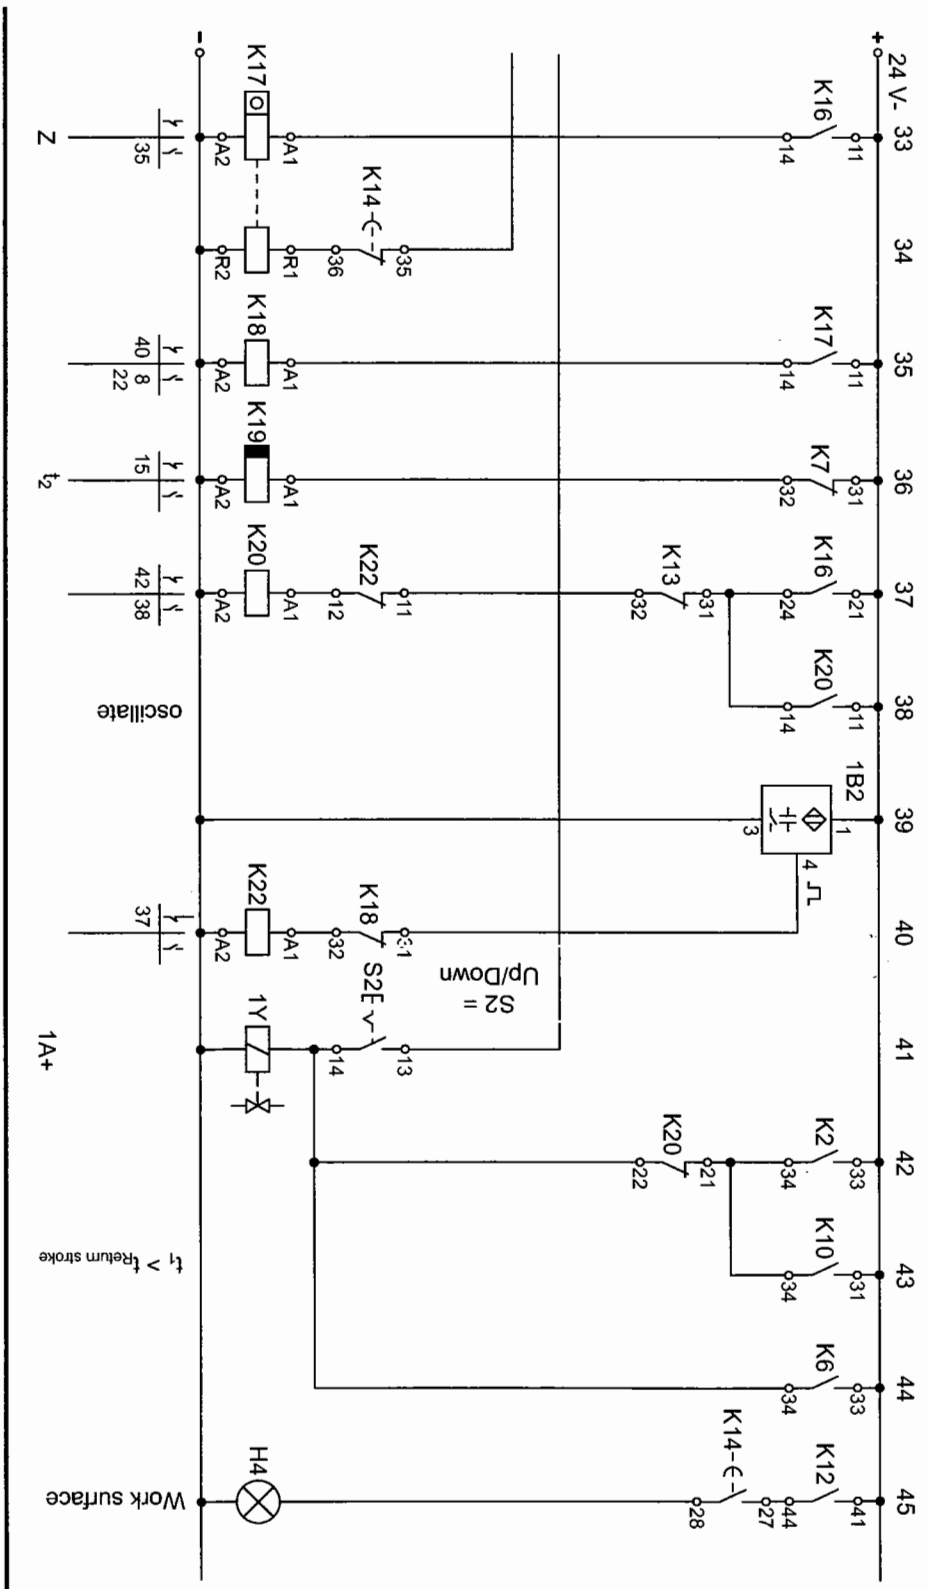 24 V-
+
-
33
34
35
36
37
38
39
40
41
42
43
44
45
K16
11
14
A1
K17
A2
35
Z
35
K14
36
R1
R2
K17
11
14
A1
K18
A2
40
8
22
K7
31
32
A1
K19
A2
15
t2
K16
21
24
31
K13
32
11
K22
12
A1
K20
A2
42
38
K20
11
14
oscillate
1B2
1
3
4
31
K18
32
A1
K22
A2
37
S2 =
Up/Down
13
S2E
14
1Y
1A+
K2
33
34
21
K20
22
K10
31
34
t1 > tReturn stroke
K6
33
34
K12
41
44
27
K14
28
H4
Work surface